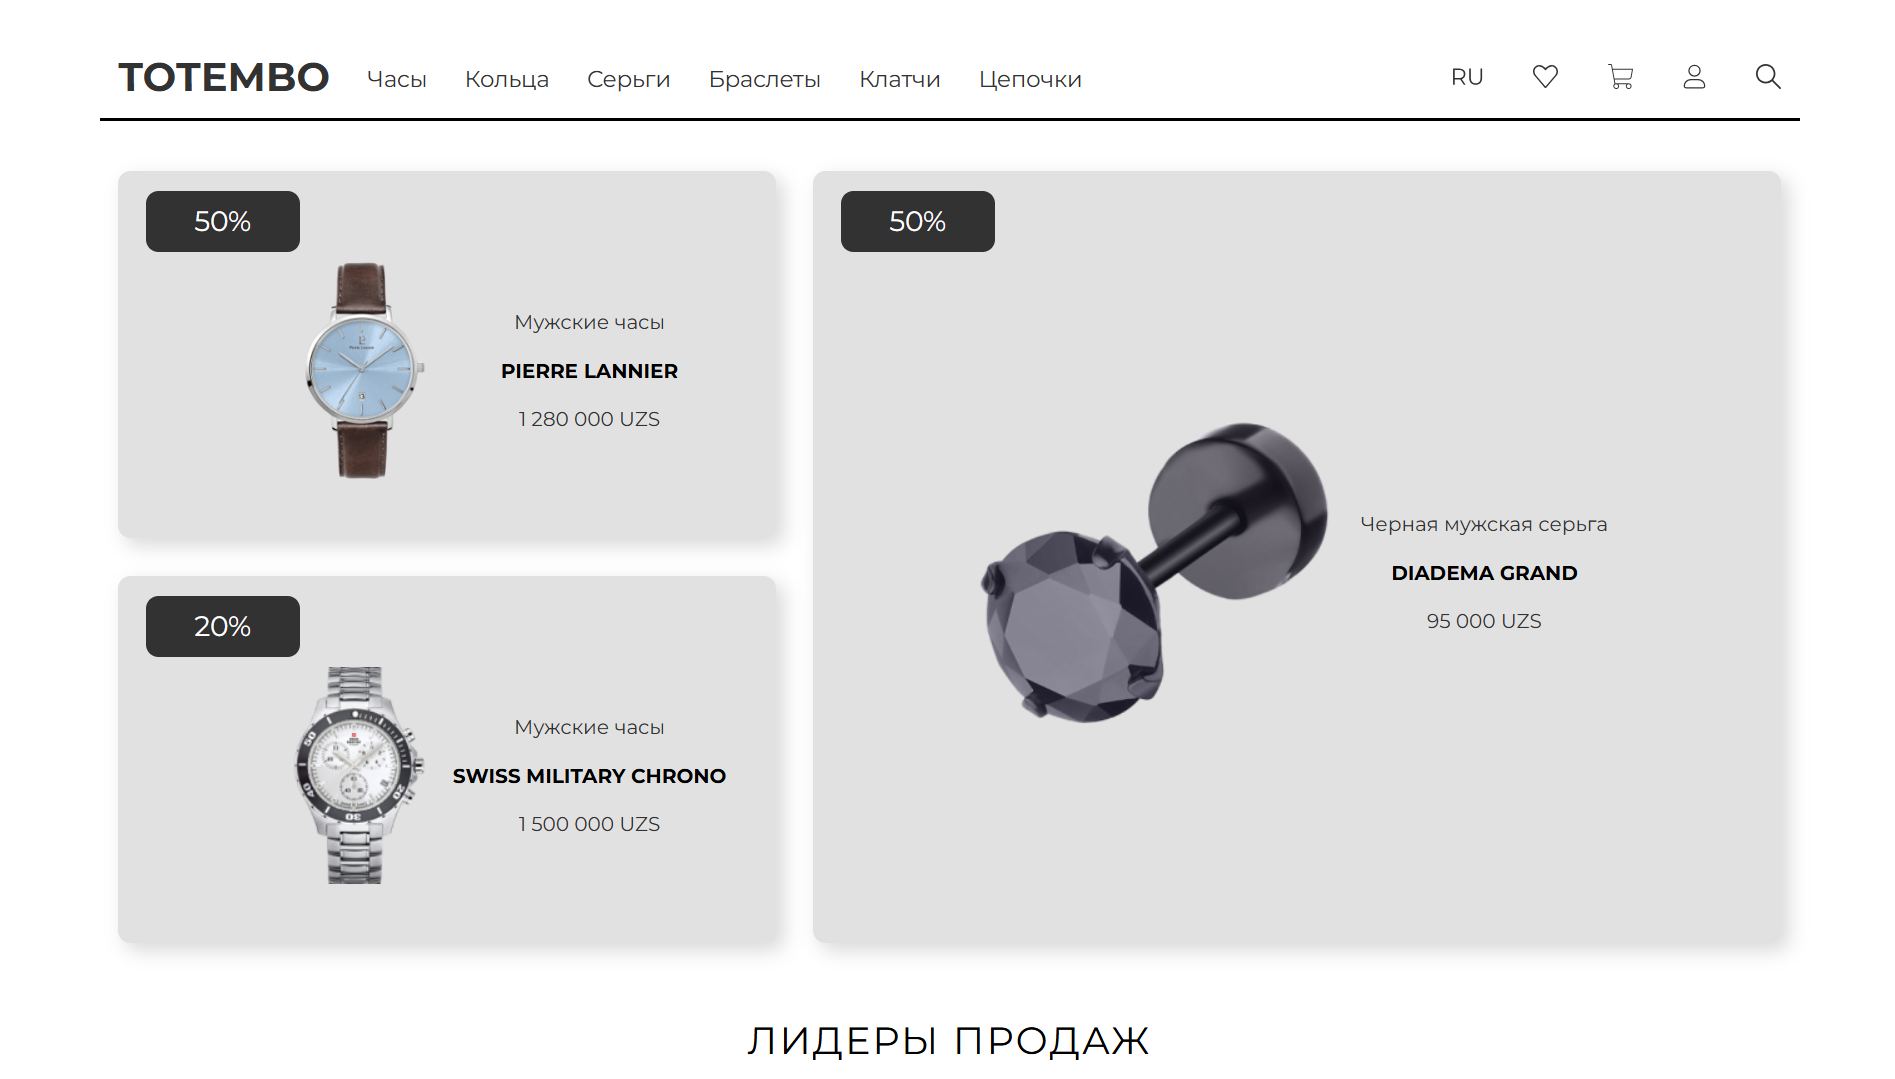 TOTEMBO Часы Кольца Серьги Браслеты Клатчи Цепочки RU
50%
Мужские часы
PIERRE LANNIER
1 280 000 UZS
20%
Мужские часы
SWISS MILITARY CHRONO
1 500 000 UZS
50%
Черная мужская серьга
DIADEMA GRAND
95 000 UZS
ЛИДЕРЫ ПРОДАЖ